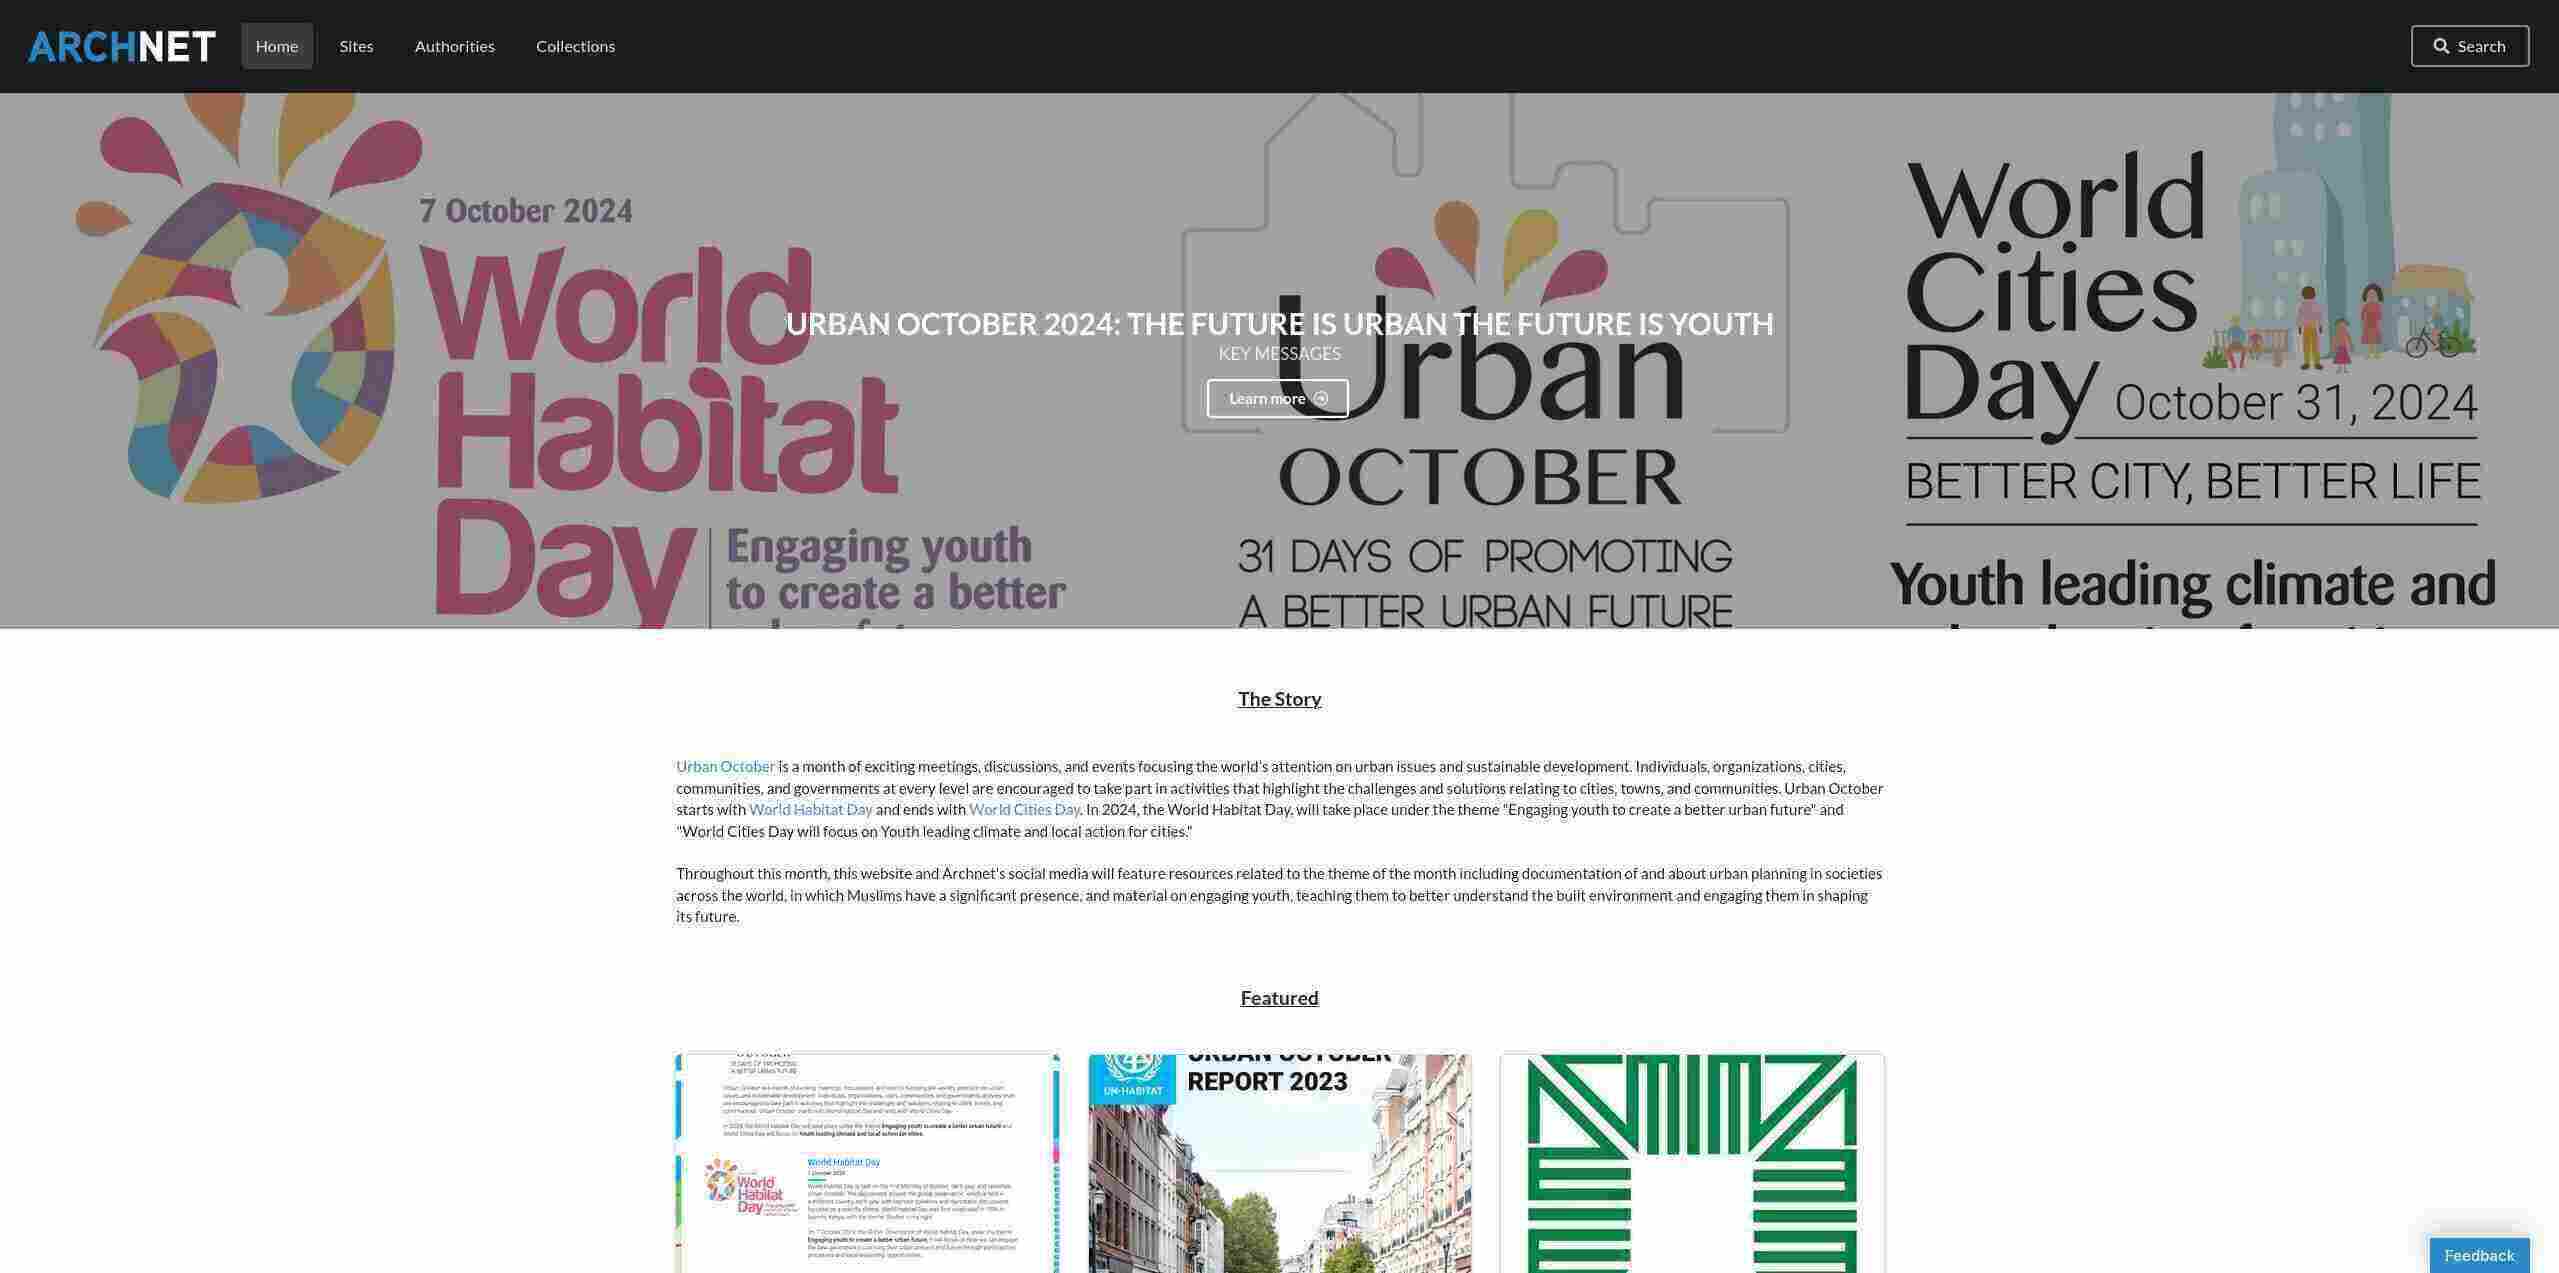 ARCHNET
Home
Sites
Authorities
Collections
Search
7 October 2024
World
Habitat
Day
Engaging youth
to create a better
Urban
OCTOBER
31 DAYS OF PROMOTING
A BETTER URBAN FUTURE
World
Cities
Day
October 31, 2024
BETTER CITY, BETTER LIFE
Youth leading climate and
URBAN OCTOBER 2024: THE FUTURE IS URBAN THE FUTURE IS YOUTH
KEY MESSAGES
Learn more
The Story
Urban October is a month of exciting meetings, discussions, and events focusing the world's attention on urban issues and sustainable development. Individuals, organizations, cities,
communities, and governments at every level are encouraged to take part in activities that highlight the challenges and solutions relating to cities, towns, and communities. Urban October
starts with World Habitat Day and ends with World Cities Day. In 2024, the World Habitat Day, will take place under the theme "Engaging youth to create a better urban future" and
"World Cities Day will focus on Youth leading climate and local action for cities."
Throughout this month, this website and Archnet's social media will feature resources related to the theme of the month including documentation of and about urban planning in societies
across the world, in which Muslims have a significant presence, and material on engaging youth, teaching them to better understand the built environment and engaging them in shaping
its future.
Featured
31 DAYS OF PROMOTING
A BETTER URBAN FUTURE
World Habitat Day
World
Habitat
Day
UN-HABITAT
URBAN OCTOBER
REPORT 2023
Feedback